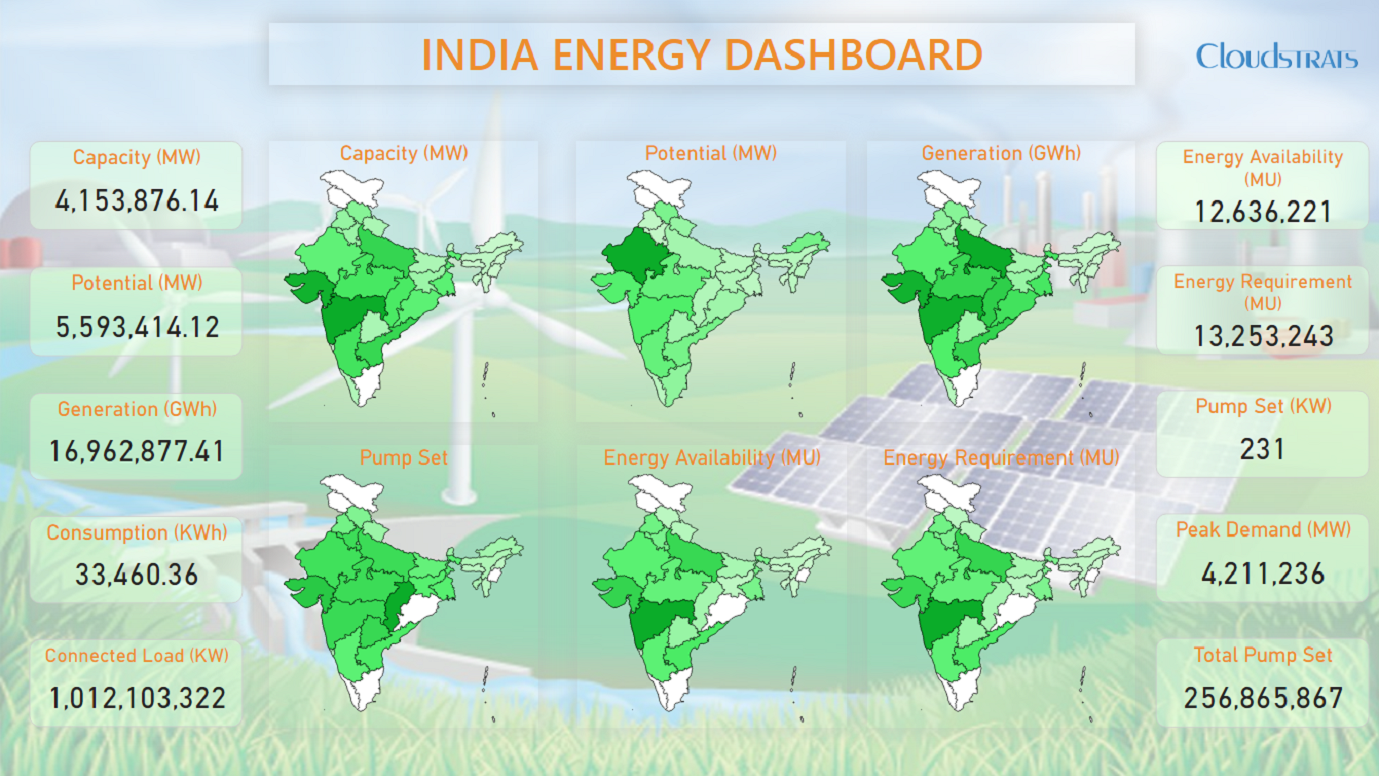 INDIA ENERGY DASHBOARD
CLOUDSTRATS
Capacity (MW)
4,153,876.14
Potential (MW)
5,593,414.12
Generation (GWh)
16,962,877.41
Consumption (KWh)
33,460.36
Connected Load (KW)
1,012,103,322
Capacity (MW)
Potential (MW)
Generation (GWh)
Pump Set
Energy Availability (MU)
Energy Requirement (MU)
Energy Availability
(MU)
12,636,221
Energy Requirement
(MU)
13,253,243
Pump Set (KW)
231
Peak Demand (MW)
4,211,236
Total Pump Set
256,865,867